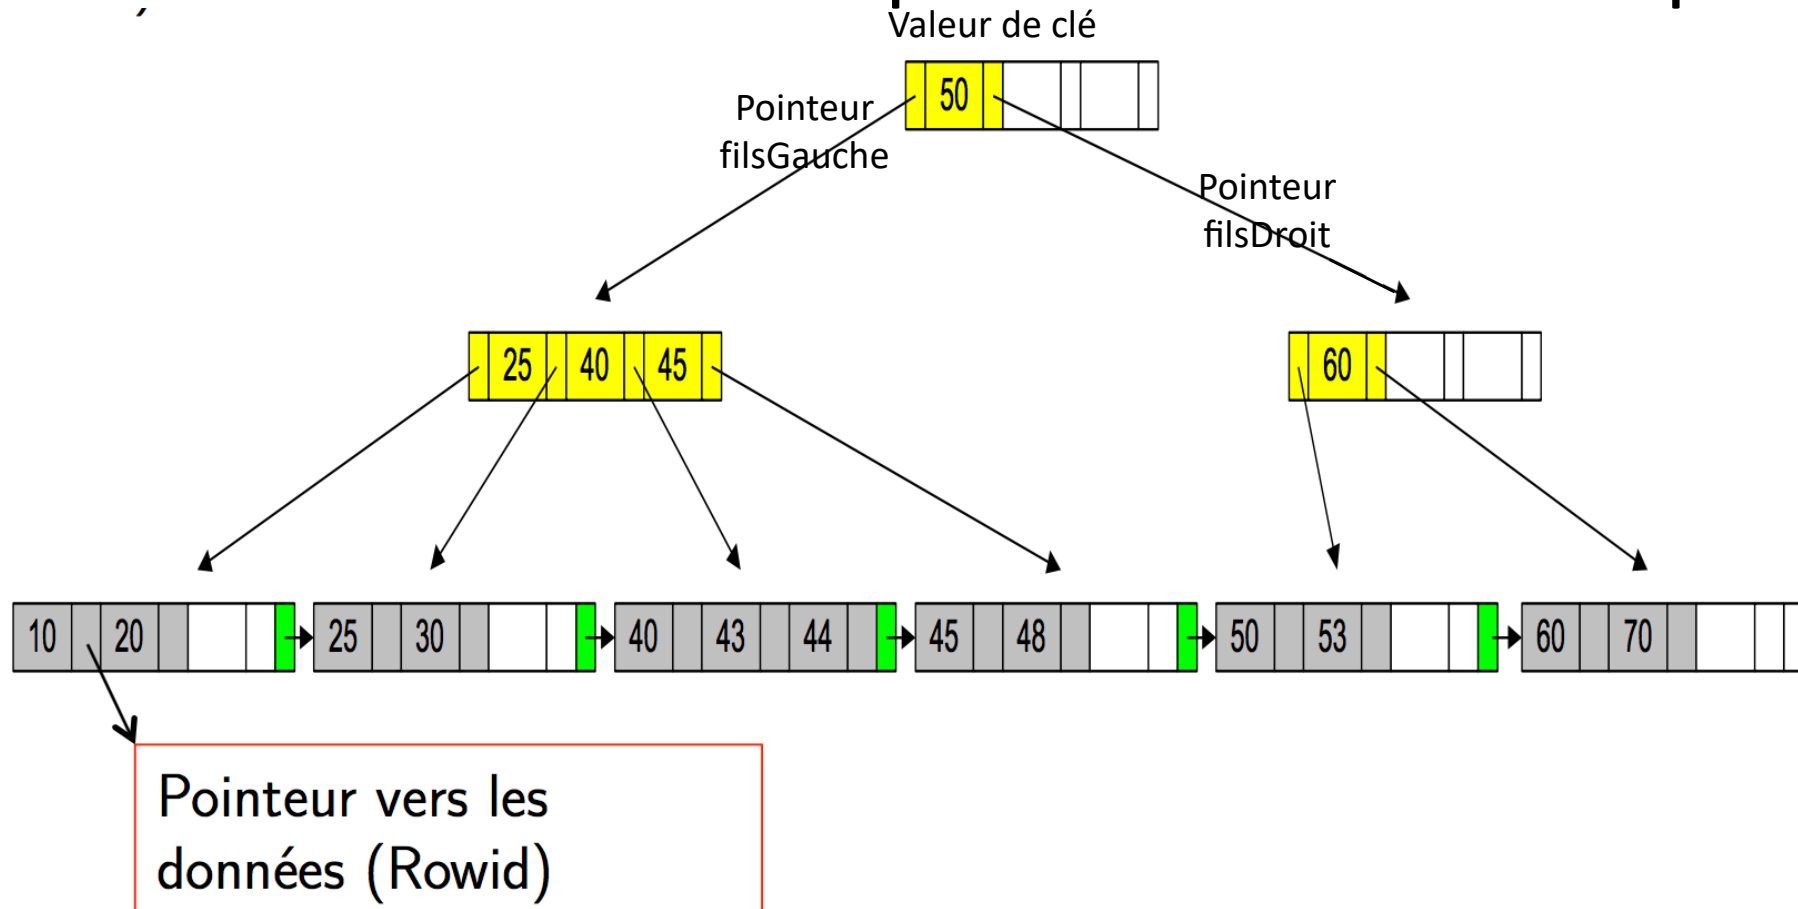 Valeur de clé
50
Pointeur
filsGauche
Pointeur
filsDroit
25 40 45
60
10 20 25 30 40 43 44 45 48 50 53 60 70
Pointeur vers les
données (Rowid)